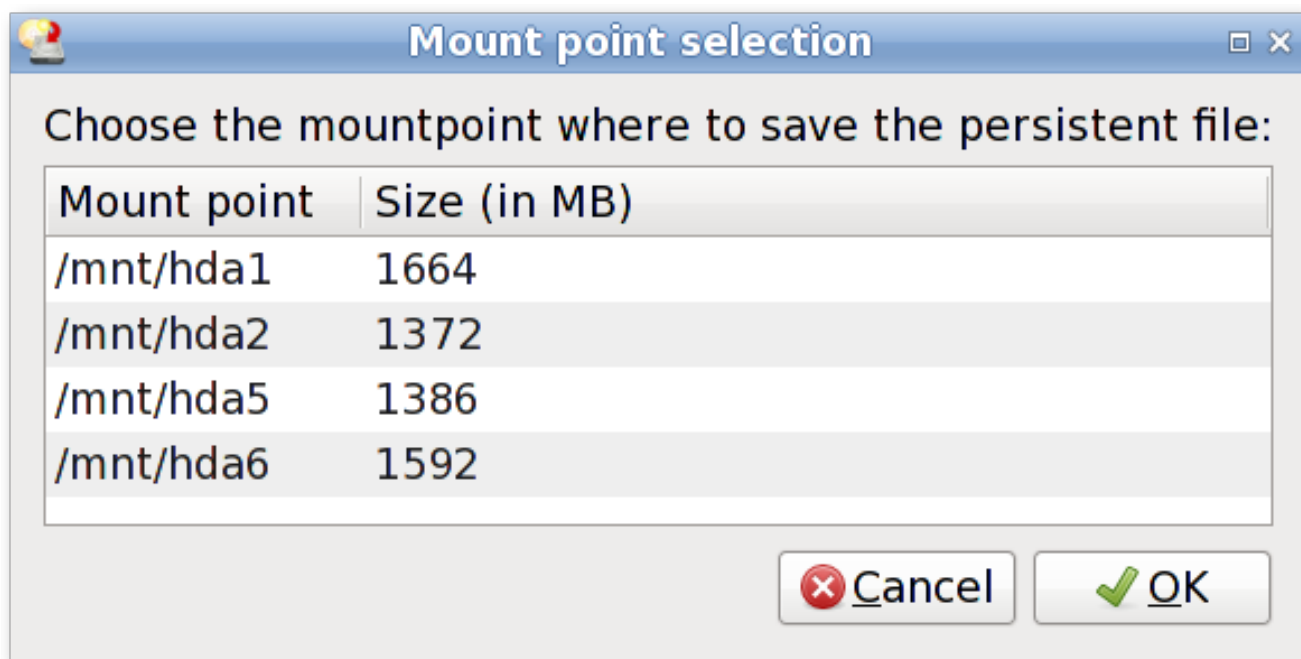 Mount point selection
Choose the mountpoint where to save the persistent file:
Mount point Size (in MB)
/mnt/hda1 1664
/mnt/hda2 1372
/mnt/hda5 1386
/mnt/hda6 1592
Cancel OK